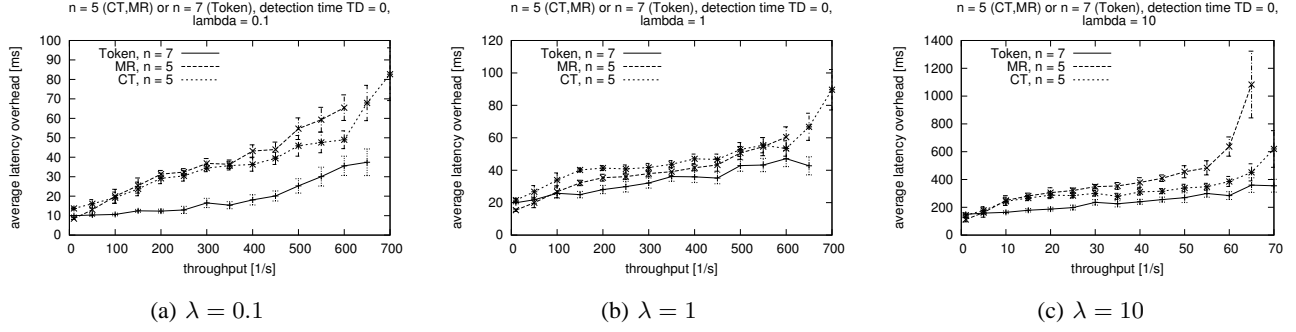 n = 5 (CT,MR) or n = 7 (Token), detection time TD = 0,
lambda = 0.1
average latency overhead [ms]
100
90
80
70
60
50
40
30
20
10
0
Token, n = 7
MR, n = 5
CT, n = 5
0 100 200 300 400 500 600 700
throughput [1/s]
(a) λ = 0.1
n = 5 (CT,MR) or n = 7 (Token), detection time TD = 0,
lambda = 1
average latency overhead [ms]
120
100
80
60
40
20
0
Token, n = 7
MR, n = 5
CT, n = 5
0 100 200 300 400 500 600 700
throughput [1/s]
(b) λ = 1
n = 5 (CT,MR) or n = 7 (Token), detection time TD = 0,
lambda = 10
average latency overhead [ms]
1400
1200
1000
800
600
400
200
0
Token, n = 7
MR, n = 5
CT, n = 5
0 10 20 30 40 50 60 70
throughput [1/s]
(c) λ = 10